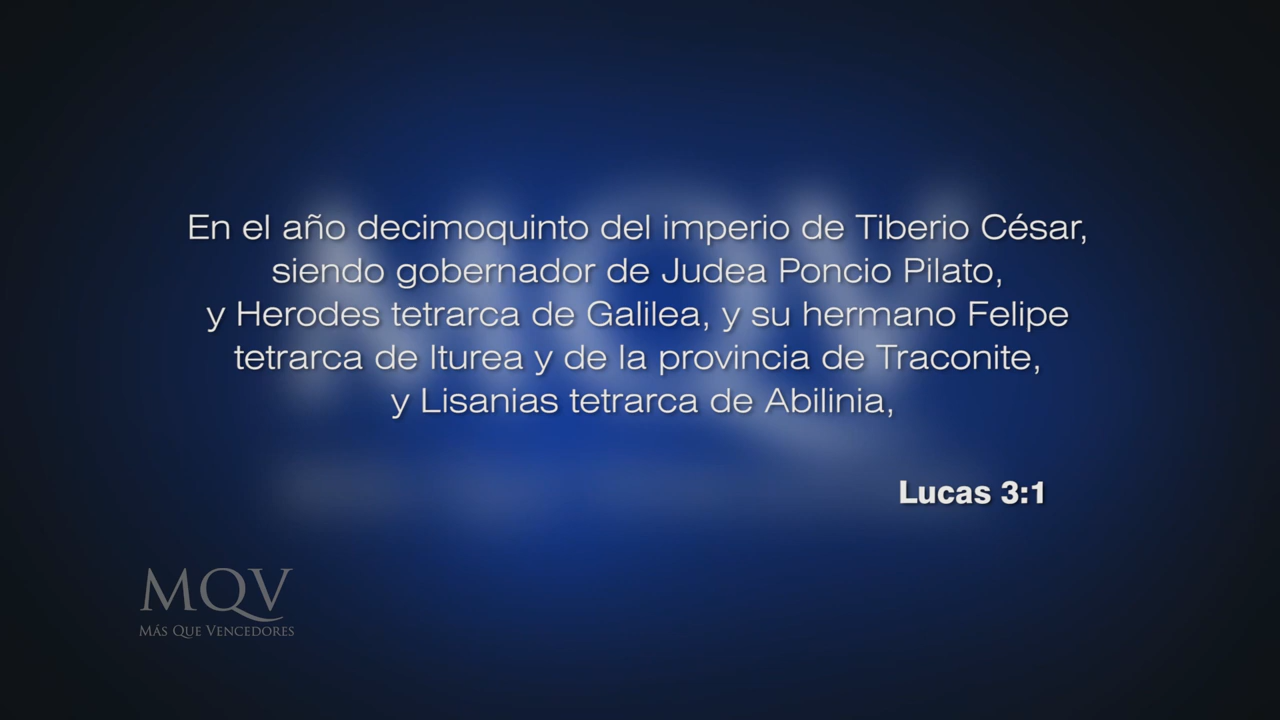 En el año decimoquinto del imperio de Tiberio César,
siendo gobernador de Judea Poncio Pilato,
y Herodes tetrarca de Galilea, y su hermano Felipe
tetrarca de Iturea y de la provincia de Traconite,
y Lisanias tetrarca de Abilinia,
Lucas 3:1
MQV
MÁS QUE VENCEDORES